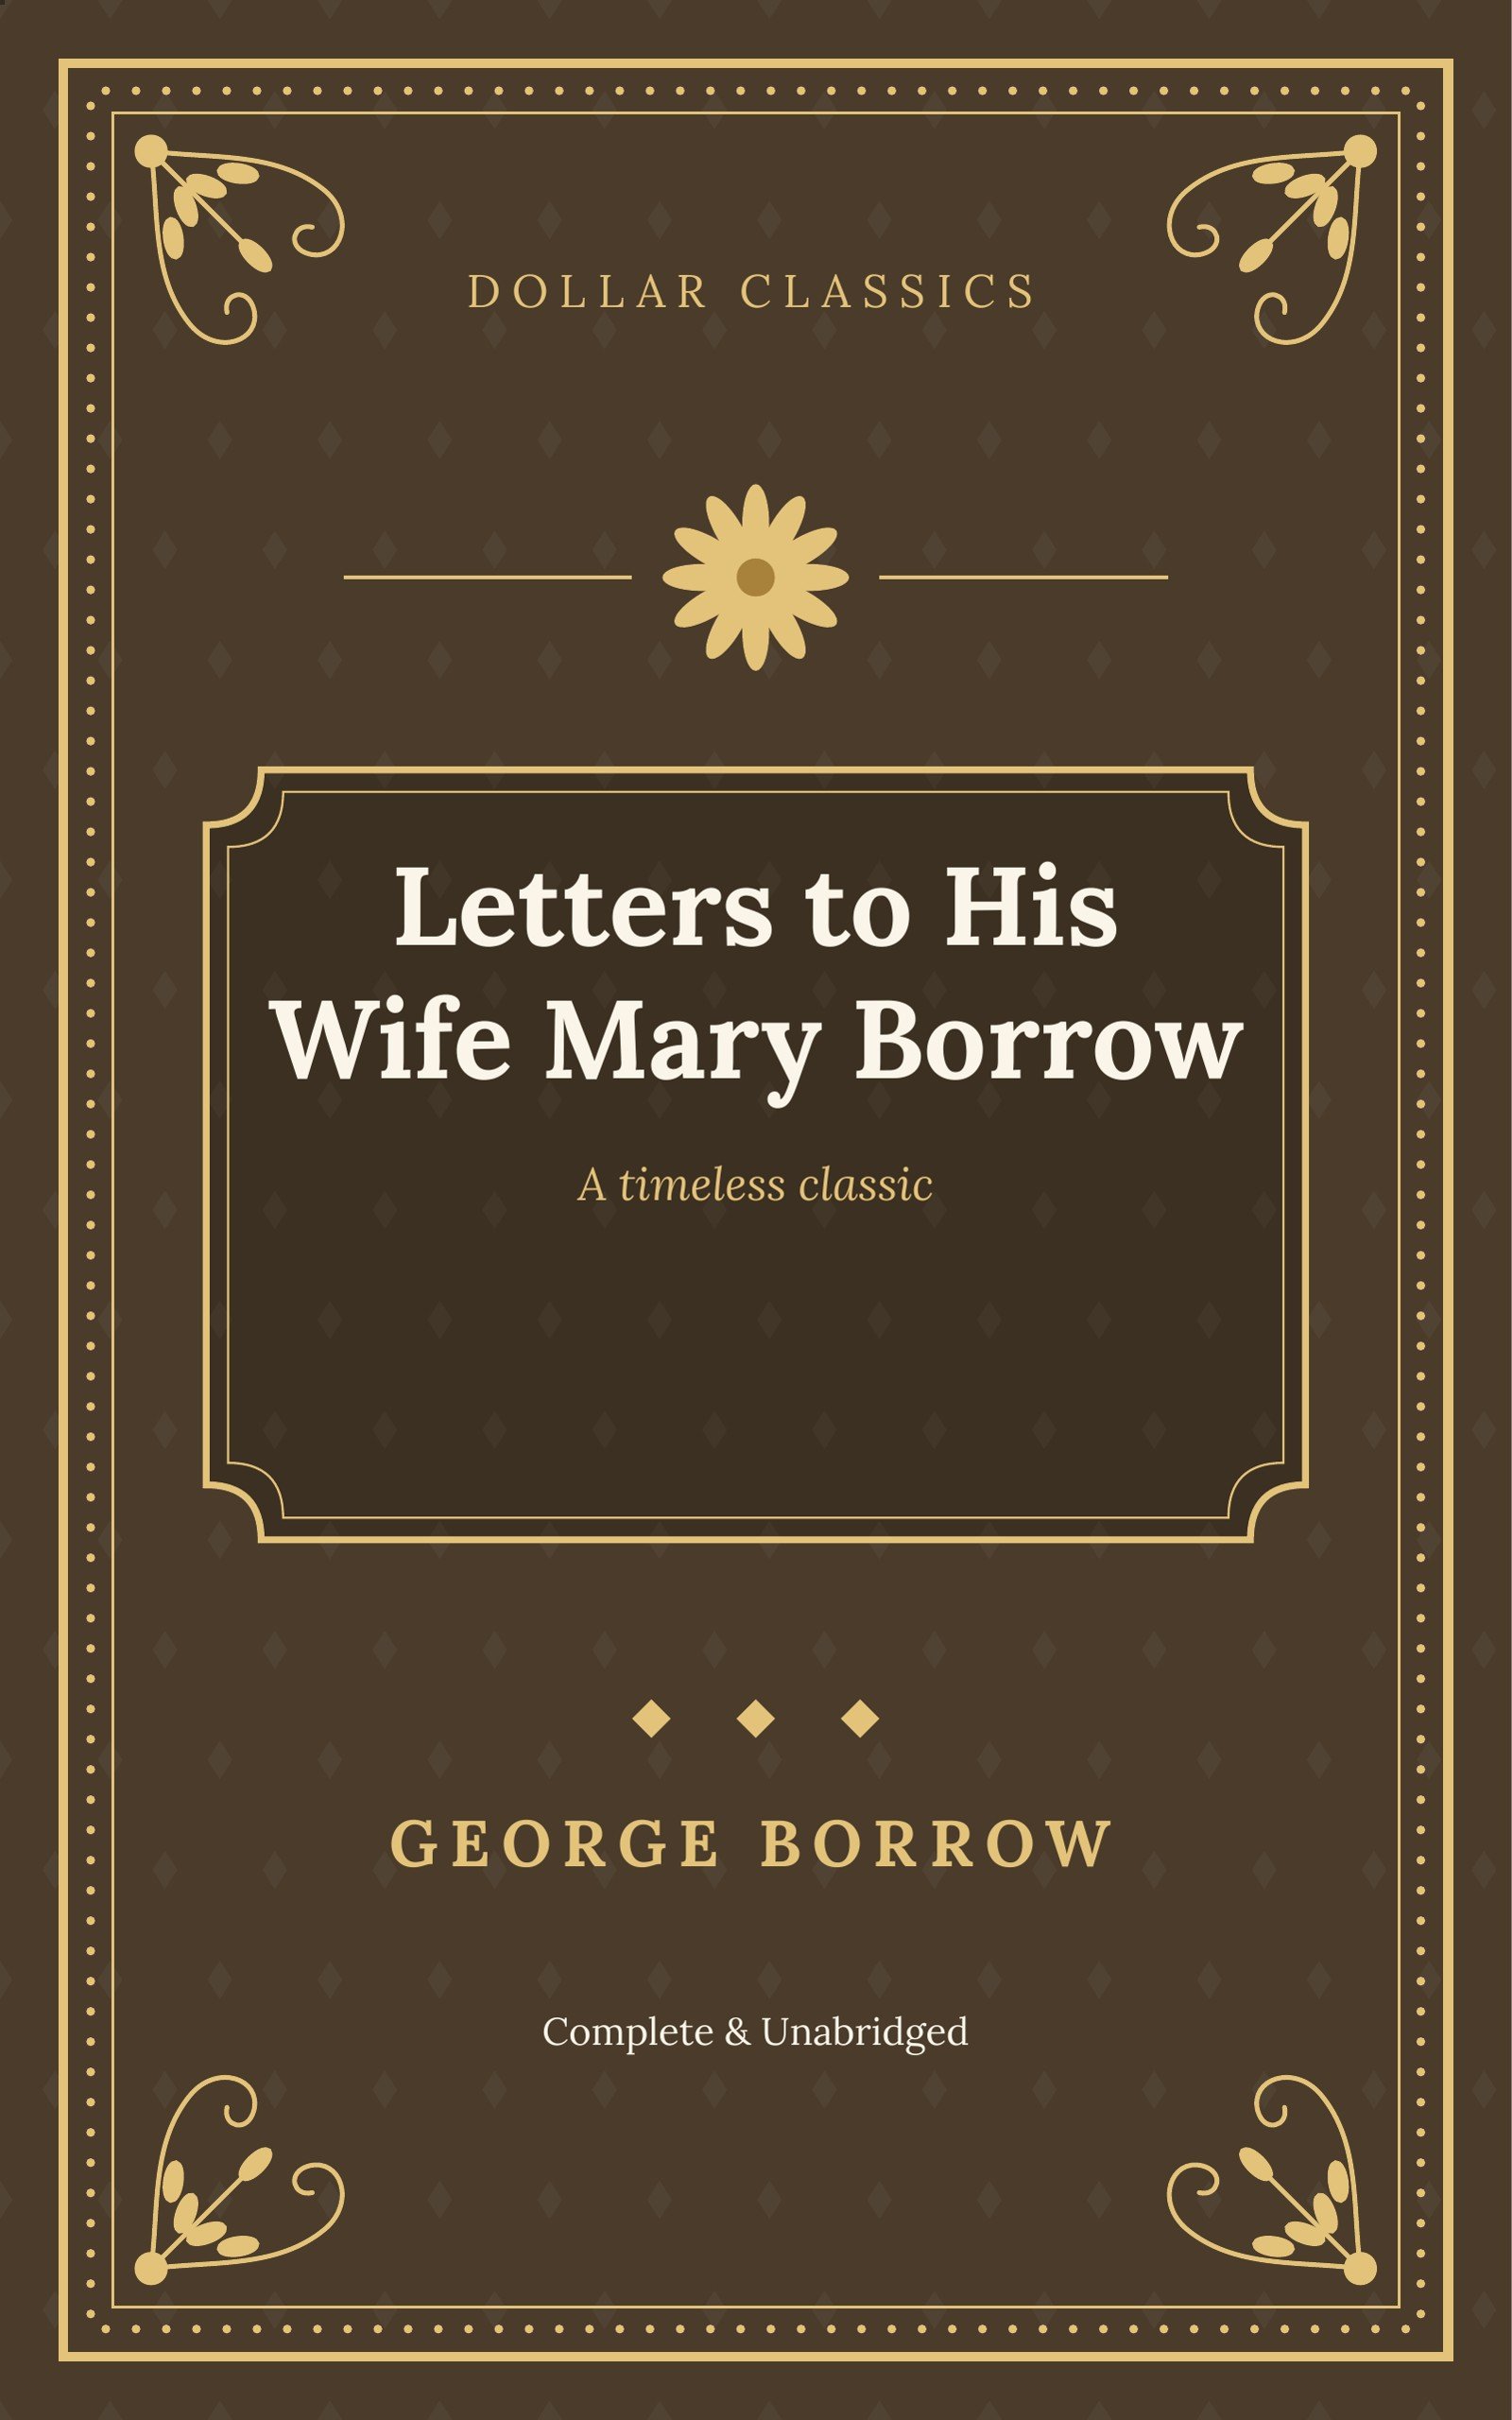 DOLLAR CLASSICS
Letters to His
Wife Mary Borrow
A timeless classic
GEORGE BORROW
Complete & Unabridged